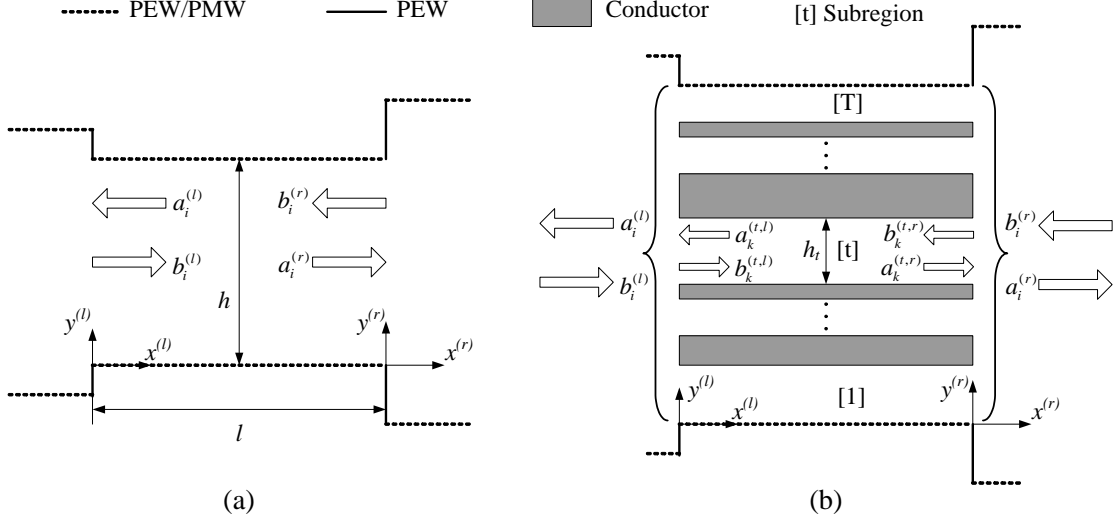 PEW/PMW PEW Conductor [t] Subregion
[T]
a_i^{(l)} b_i^{(r)}
b_i^{(l)} a_i^{(r)}
h
y^{(l)} y^{(r)}
x^{(l)} x^{(r)}
l
(a)
a_i^{(l)} a_k^{(t,l)} b_k^{(t,r)} b_i^{(r)}
h_t [t]
b_i^{(l)} b_k^{(t,l)} a_k^{(t,r)} a_i^{(r)}
y^{(l)} y^{(r)}
x^{(l)} [1] x^{(r)}
(b)